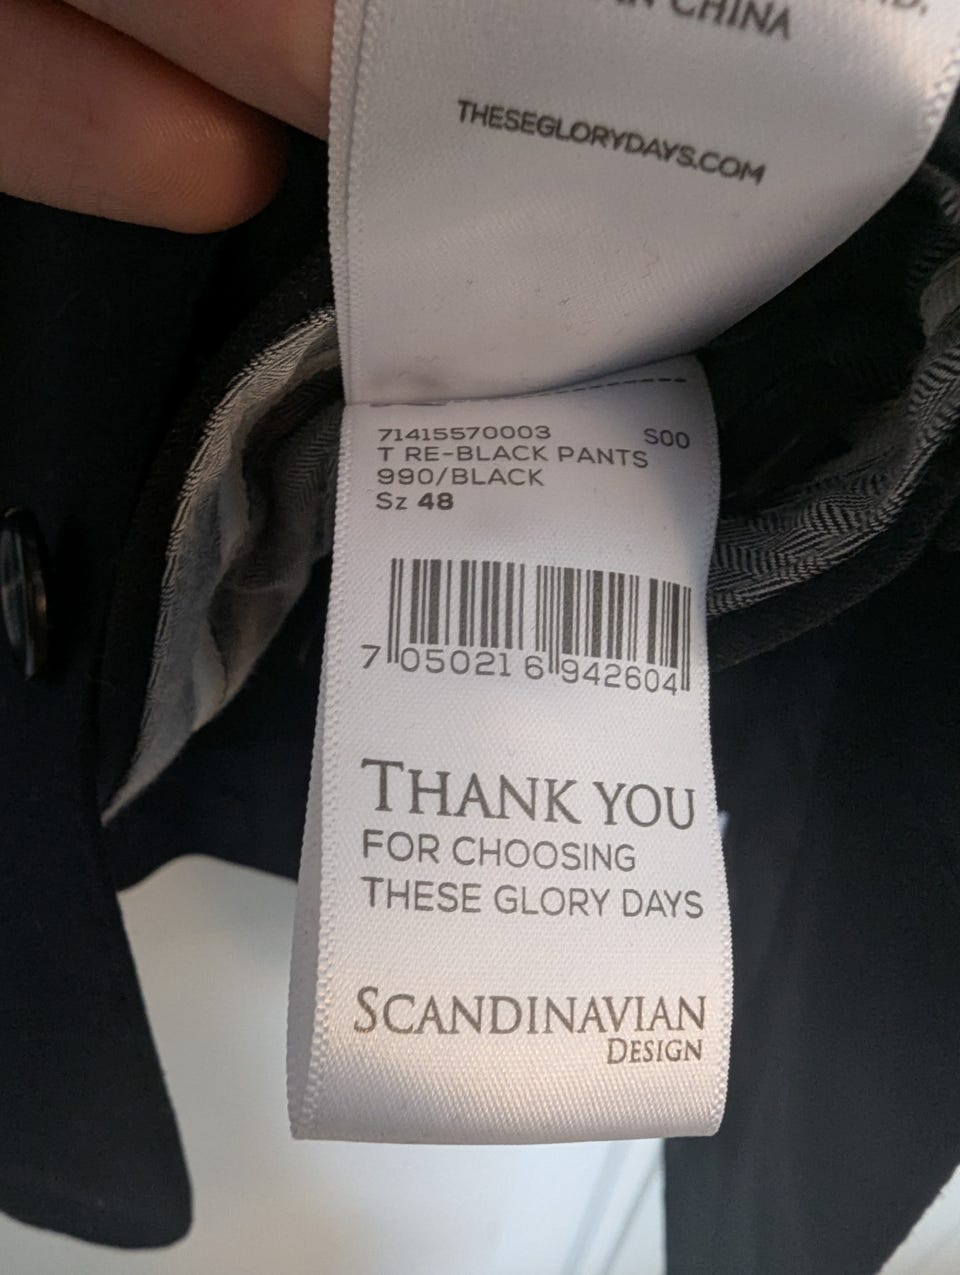 CHINA
THESEGLORYDAYS.COM
71415570003 S00
T RE-BLACK PANTS
990/BLACK
Sz 48
7 050216 942604
THANK YOU
FOR CHOOSING
THESE GLORY DAYS
SCANDINAVIAN
DESIGN